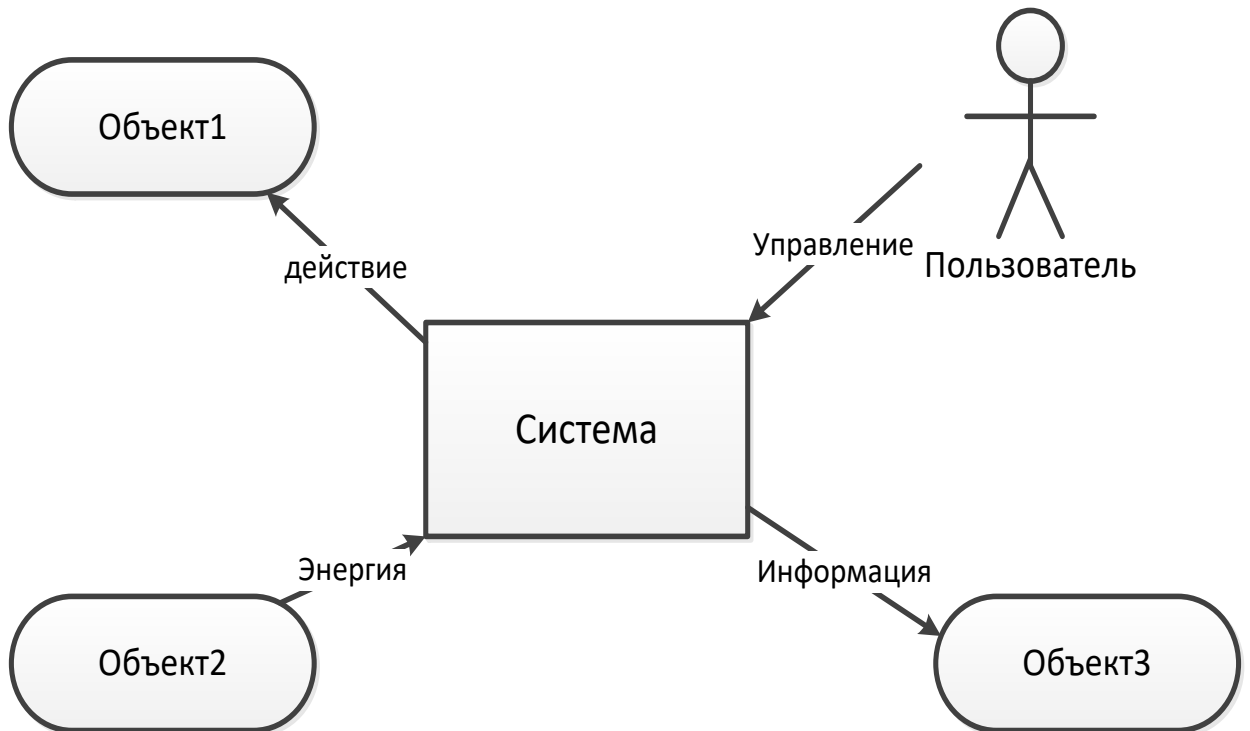 Объект1
Управление
Пользователь
действие
Система
Энергия
Информация
Объект2
Объект3